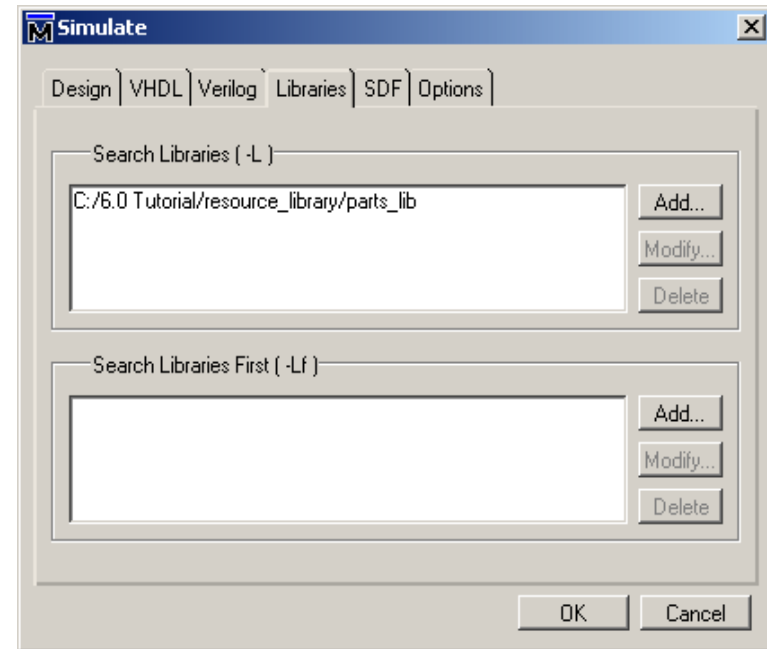 Simulate
Design VHDL Verilog Libraries SDF Options
Search Libraries ( -L )
C:/6.0 Tutorial/resource_library/parts_lib
Add...
Modify...
Delete
Search Libraries First ( -Lf )
Add...
Modify...
Delete
OK Cancel